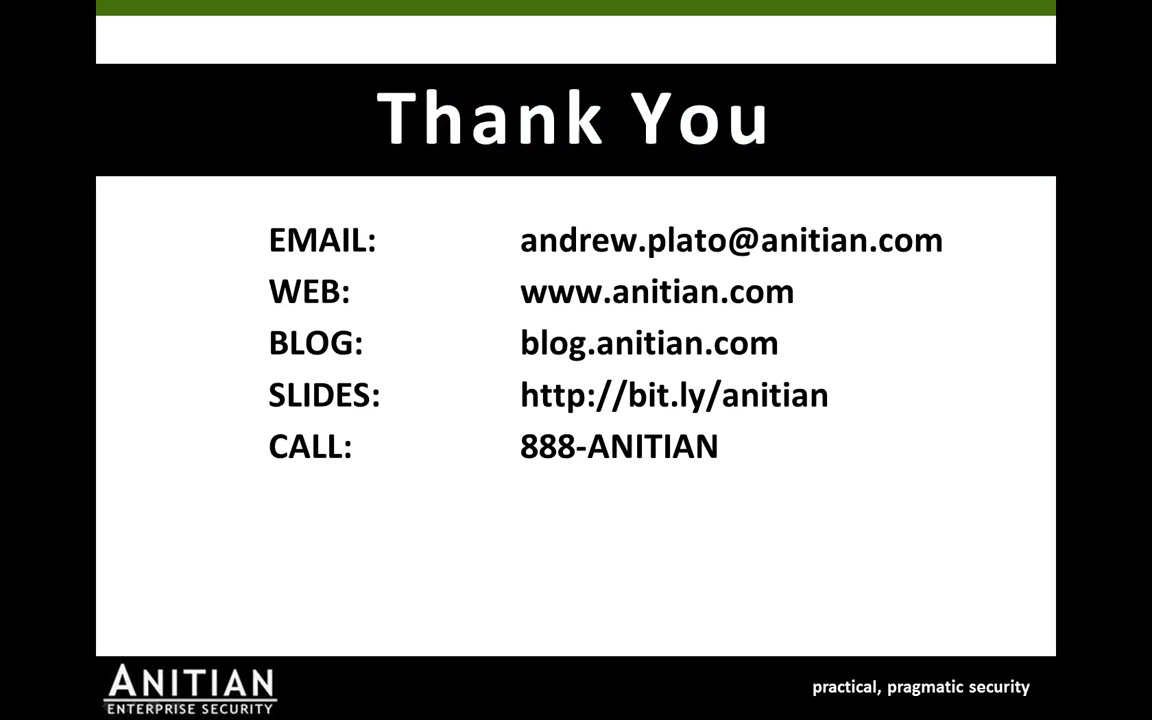 Thank You
EMAIL: andrew.plato@anitian.com
WEB: www.anitian.com
BLOG: blog.anitian.com
SLIDES: http://bit.ly/anitian
CALL: 888-ANITIAN
ANITIAN
ENTERPRISE SECURITY
practical, pragmatic security